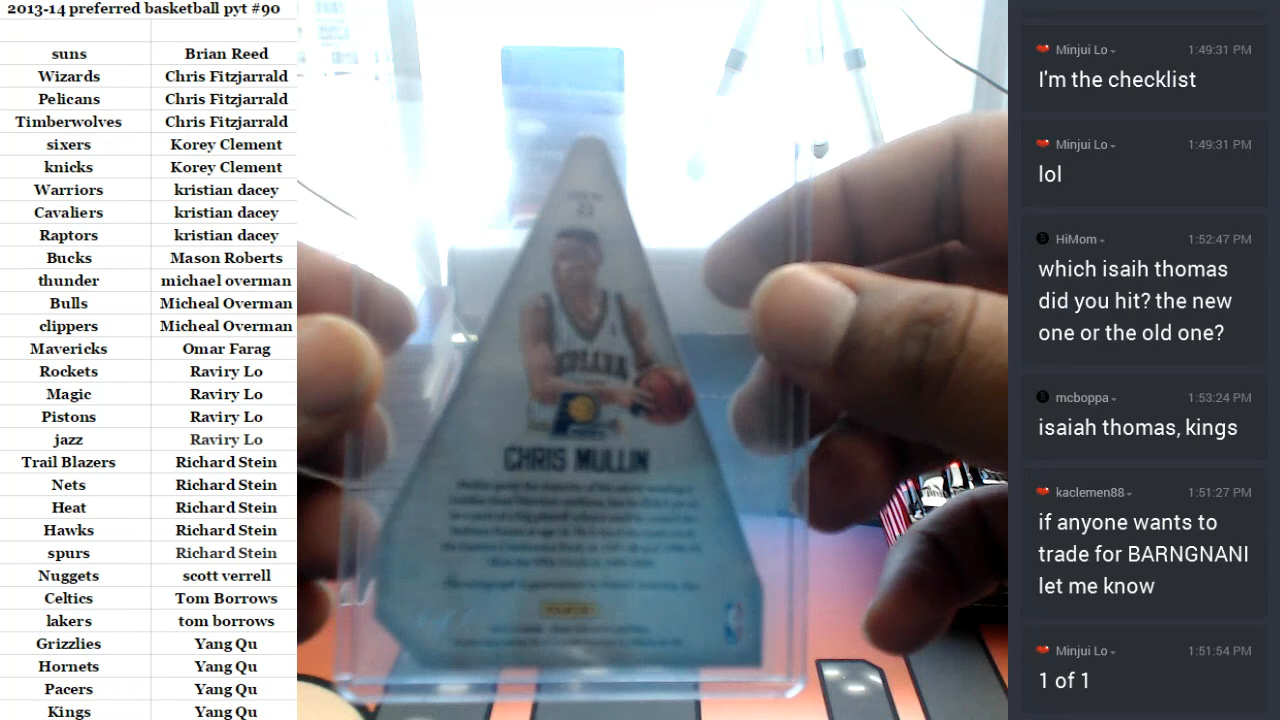 2013-14 preferred basketball pyt #90
suns Brian Reed
Wizards Chris Fitzjarrald
Pelicans Chris Fitzjarrald
Timberwolves Chris Fitzjarrald
sixers Korey Clement
knicks Korey Clement
Warriors kristian dacey
Cavaliers kristian dacey
Raptors kristian dacey
Bucks Mason Roberts
thunder michael overman
Bulls Micheal Overman
clippers Micheal Overman
Mavericks Omar Farag
Rockets Raviry Lo
Magic Raviry Lo
Pistons Raviry Lo
jazz Raviry Lo
Trail Blazers Richard Stein
Nets Richard Stein
Heat Richard Stein
Hawks Richard Stein
spurs Richard Stein
Nuggets scott verrell
Celtics Tom Borrows
lakers tom borrows
Grizzlies Yang Qu
Hornets Yang Qu
Pacers Yang Qu
Kings Yang Qu
INDIANA
CHRIS MULLIN
PANINI
Minjui Lo 1:49:31 PM
I'm the checklist
Minjui Lo 1:49:31 PM
lol
HiMom 1:52:47 PM
which isaih thomas
did you hit? the new
one or the old one?
mcboppa 1:53:24 PM
isaiah thomas, kings
kaclemen88 1:51:27 PM
if anyone wants to
trade for BARNGNANI
let me know
Minjui Lo 1:51:54 PM
1 of 1